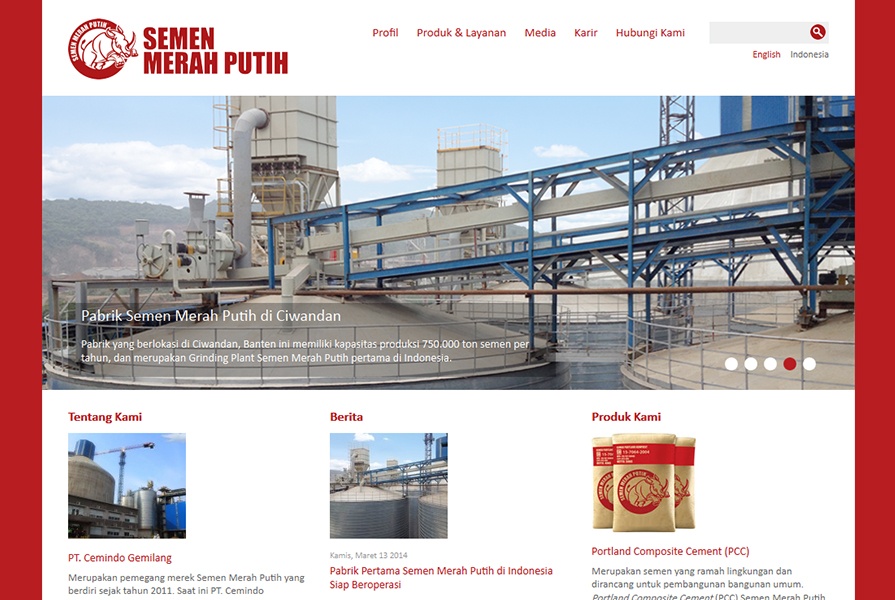 SEMEN MERAH PUTIH
SEMEN
MERAH PUTIH
Profil
Produk & Layanan
Media
Karir
Hubungi Kami
English
Indonesia
Pabrik Semen Merah Putih di Ciwandan
Pabrik yang berlokasi di Ciwandan, Banten ini memiliki kapasitas produksi 750.000 ton semen per
tahun, dan merupakan Grinding Plant Semen Merah Putih pertama di Indonesia.
Tentang Kami
Berita
Produk Kami
SEMEN MERAH PUTIH
PT. Cemindo Gemilang
Merupakan pemegang merek Semen Merah Putih yang
berdiri sejak tahun 2011. Saat ini PT. Cemindo
Kamis, Maret 13 2014
Pabrik Pertama Semen Merah Putih di Indonesia
Siap Beroperasi
Portland Composite Cement (PCC)
Merupakan semen yang ramah lingkungan dan
dirancang untuk pembangunan bangunan umum.
Portland Composite Cement (PCC) Semen Merah Putih